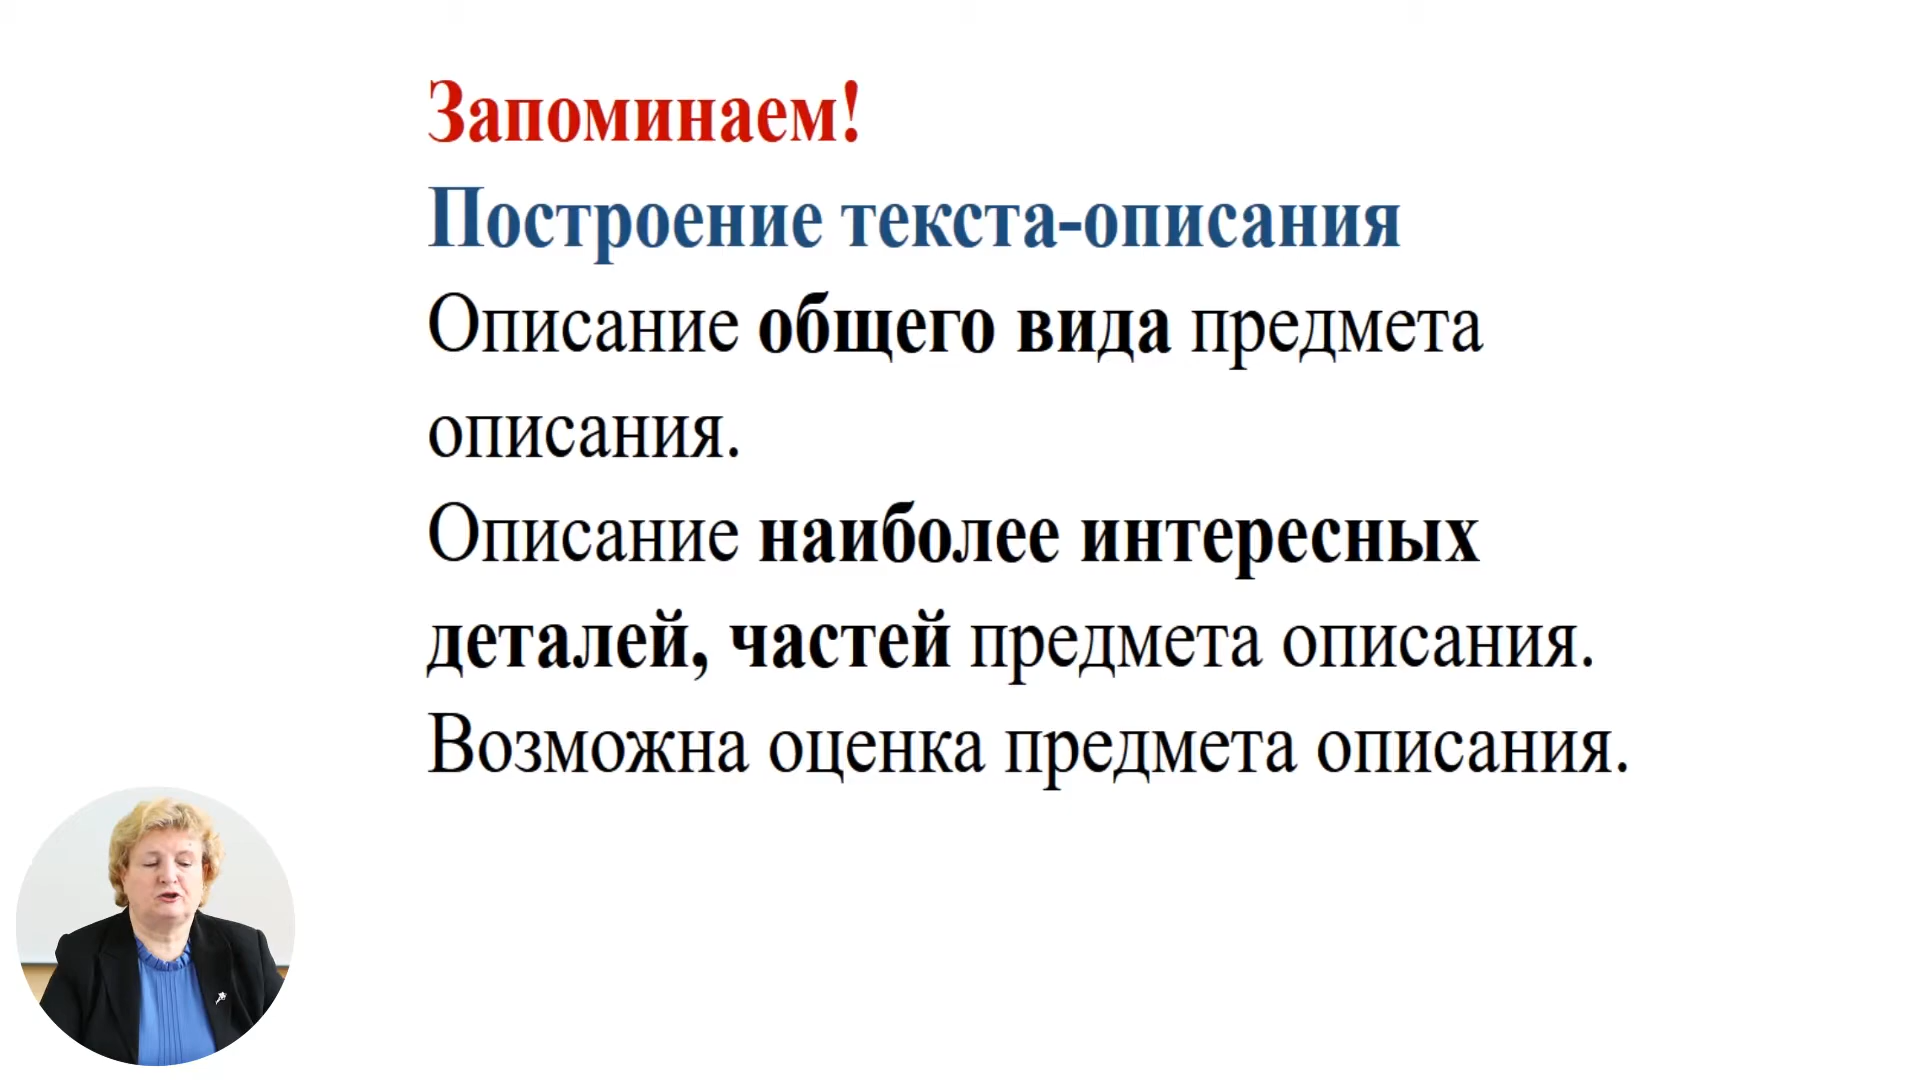 Запоминаем!
Построение текста-описания
Описание общего вида предмета
описания.
Описание наиболее интересных
деталей, частей предмета описания.
Возможна оценка предмета описания.